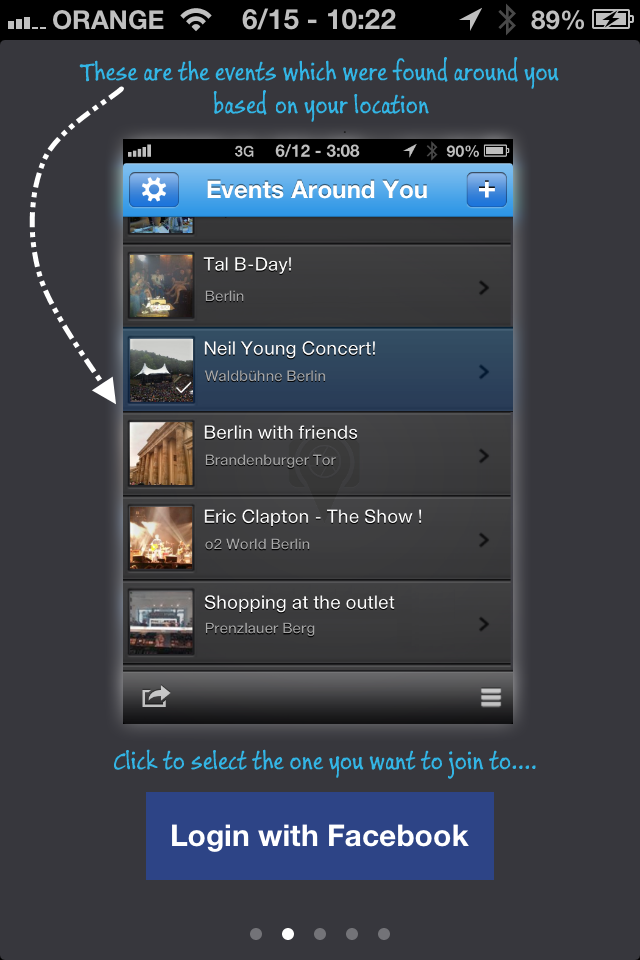 ORANGE 6/15 - 10:22 89%
These are the events which were found around you
based on your location
3G 6/12 - 3:08 90%
Events Around You +
Tal B-Day!
Berlin
Neil Young Concert!
Waldbühne Berlin
Berlin with friends
Brandenburger Tor
Eric Clapton - The Show !
o2 World Berlin
Shopping at the outlet
Prenzlauer Berg
Click to select the one you want to join to....
Login with Facebook